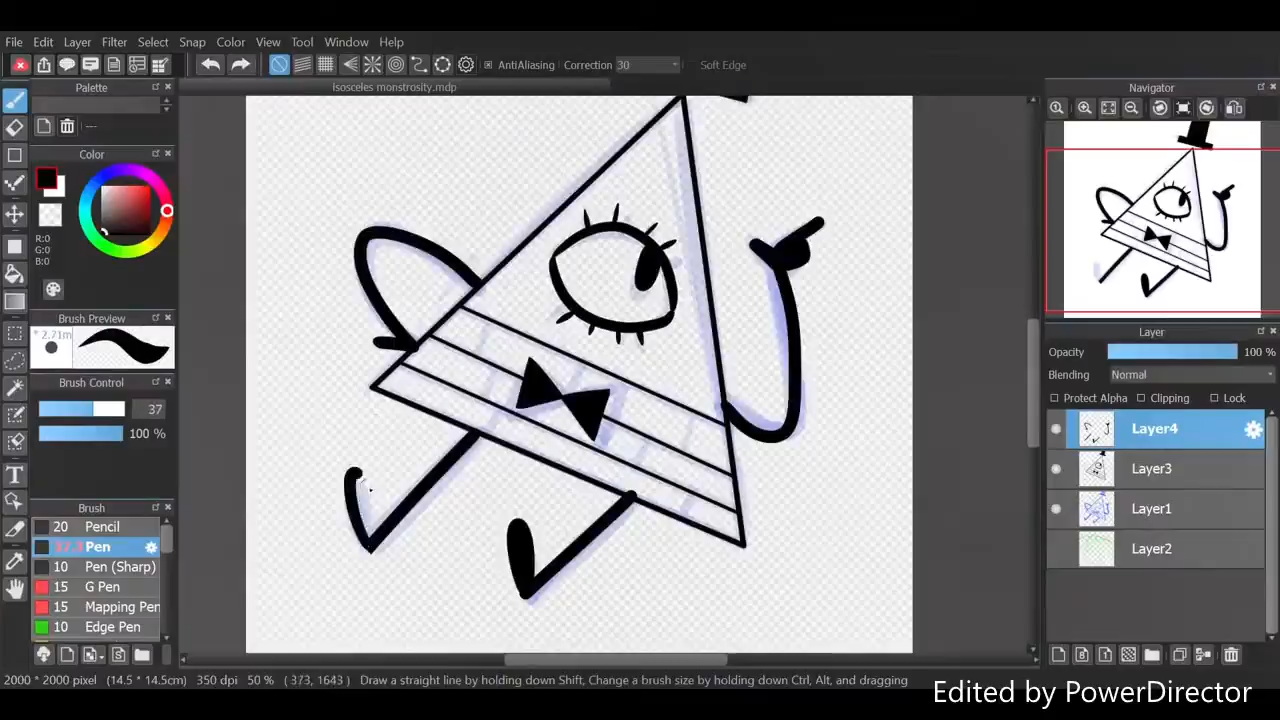 File Edit Layer Filter Select Snap Color View Tool Window Help
AntiAliasing Correction 30 Soft Edge
Palette
Isosceles monstrosity.mdp
Navigator
---
Color
R:0
G:0
B:0
Brush Preview
* 2.71m
Brush Control
37
100 %
Brush
20 Pencil
37.3 Pen
10 Pen (Sharp)
15 G Pen
15 Mapping Pen
10 Edge Pen
Layer
Opacity 100 %
Blending Normal
Protect Alpha Clipping Lock
Layer4
Layer3
Layer1
Layer2
2000 * 2000 pixel (14.5 * 14.5cm) 350 dpi 50 % ( 373, 1643 ) Draw a straight line by holding down Shift, Change a brush size by holding down Ctrl, Alt, and dragging
Edited by PowerDirector